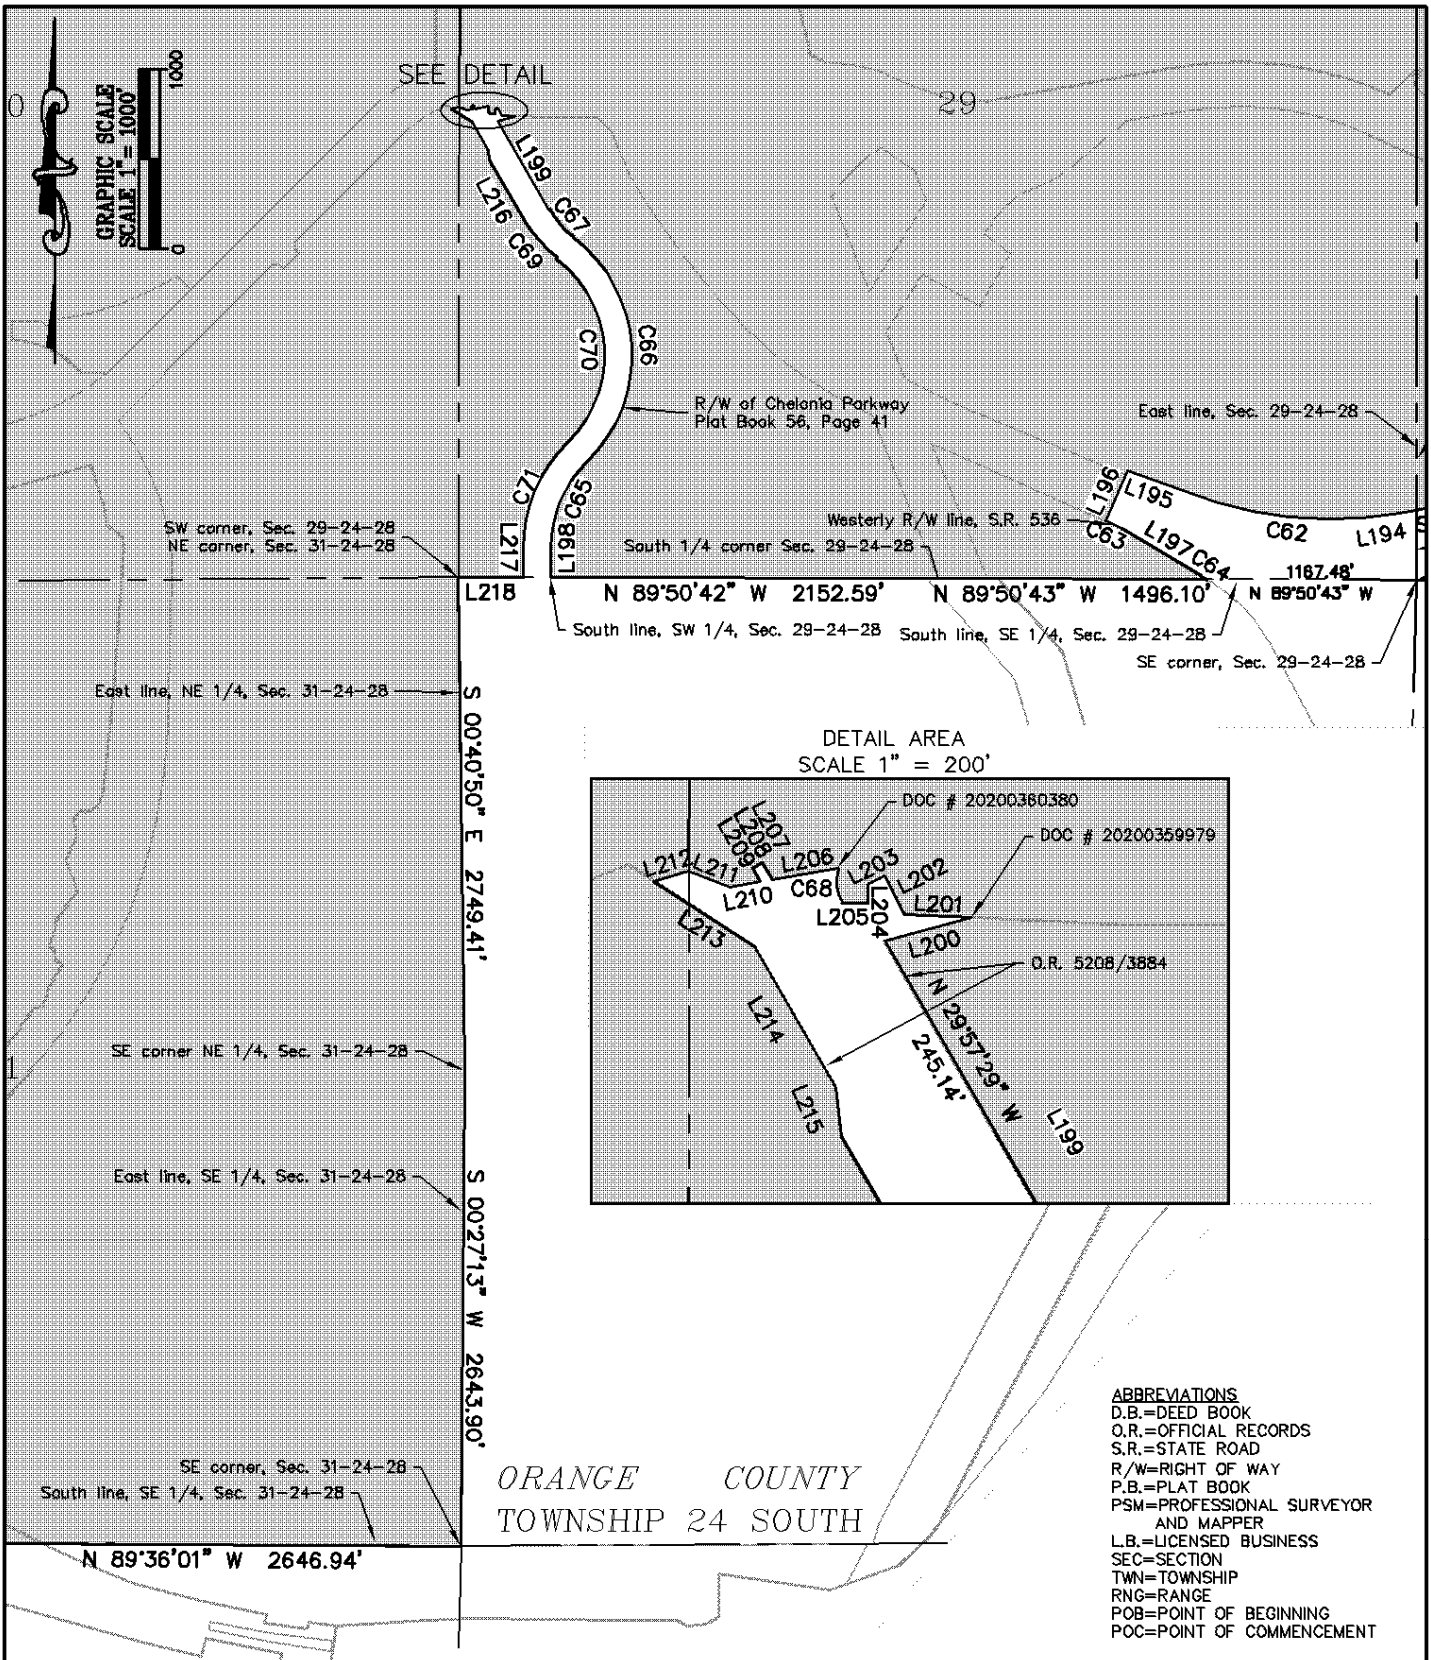 SEE DETAIL
29
0
GRAPHIC SCALE
SCALE 1"= 1000'
0
1000
L199
C67
L216
C69
C70
C66
R/W of Chelonia Parkway
Plat Book 56, Page 41
East line, Sec. 29-24-28
L196
L195
C71
C65
L217
L198
SW corner, Sec. 29-24-28
NE corner, Sec. 31-24-28
Westerly R/W line, S.R. 536
C63
L197
C64
C62
L194
S
South 1/4 corner Sec. 29-24-28
1167.48'
L218
N 89°50'42" W 2152.59'
N 89°50'43" W 1496.10'
N 89°50'43" W
South line, SW 1/4, Sec. 29-24-28
South line, SE 1/4, Sec. 29-24-28
SE corner, Sec. 29-24-28
East line, NE 1/4, Sec. 31-24-28
S 00°40'50" E 2749.41'
DETAIL AREA
SCALE 1" = 200'
DOC # 20200360380
DOC # 20200359979
L207
L208
L209
L212
L211
L210
L206
C68
L203
L202
L205
L204
L201
L200
L213
O.R. 5208/3884
L214
L215
N 29°57'29" W
245.14'
L199
SE corner NE 1/4, Sec. 31-24-28
1
East line, SE 1/4, Sec. 31-24-28
S 00°27'13" W 2643.90'
SE corner, Sec. 31-24-28
South line, SE 1/4, Sec. 31-24-28
N 89°36'01" W 2646.94'
ORANGE COUNTY
TOWNSHIP 24 SOUTH
ABBREVIATIONS
D.B.=DEED BOOK
O.R.=OFFICIAL RECORDS
S.R.=STATE ROAD
R/W=RIGHT OF WAY
P.B.=PLAT BOOK
PSM=PROFESSIONAL SURVEYOR
AND MAPPER
L.B.=LICENSED BUSINESS
SEC=SECTION
TWN=TOWNSHIP
RNG=RANGE
POB=POINT OF BEGINNING
POC=POINT OF COMMENCEMENT